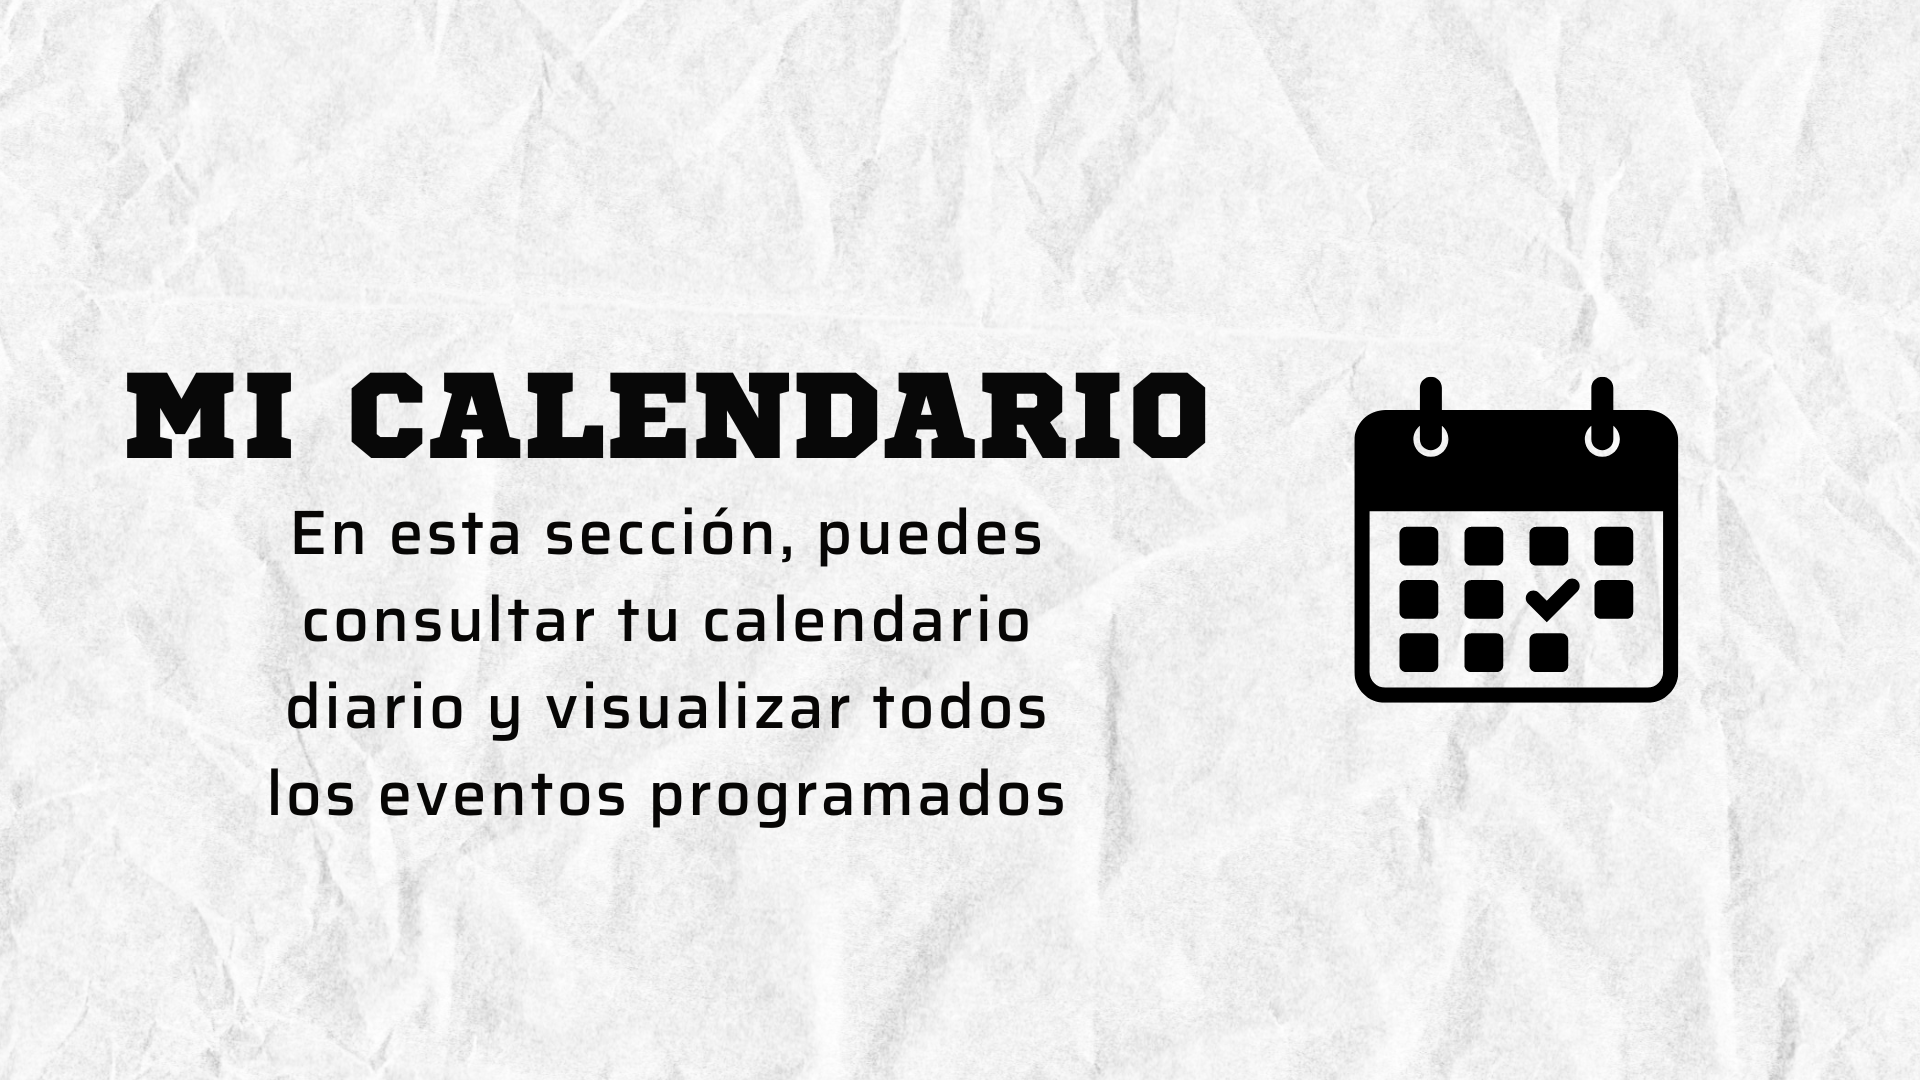 MI CALENDARIO
En esta sección, puedes
consultar tu calendario
diario y visualizar todos
los eventos programados